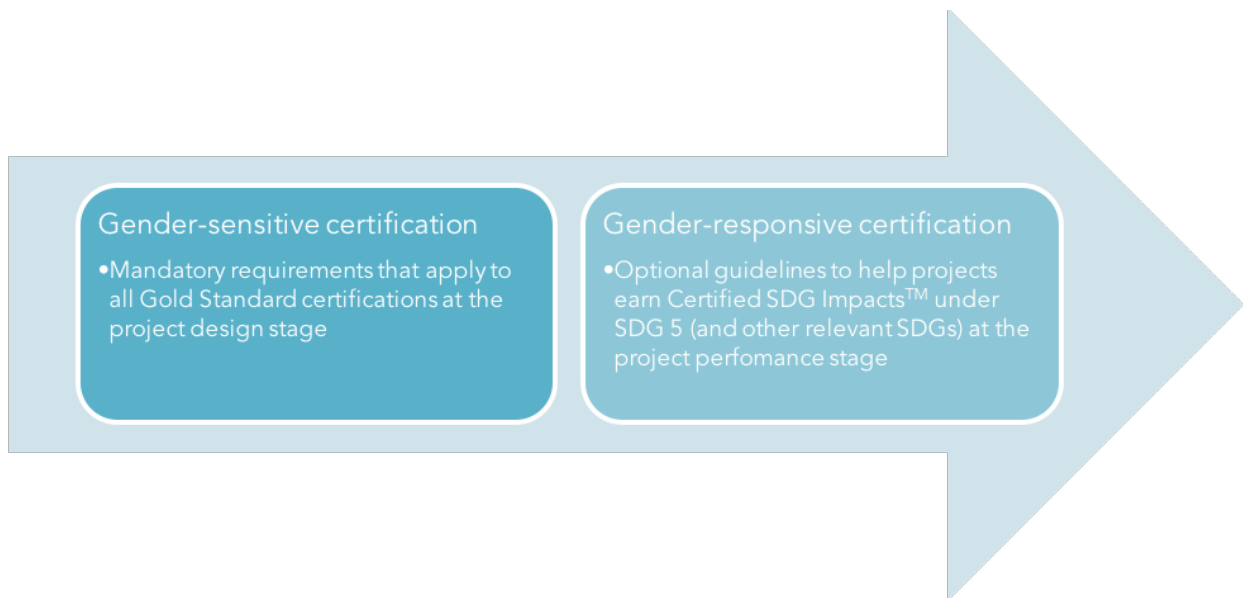 Gender-sensitive certification
•Mandatory requirements that apply to
all Gold Standard certifications at the
project design stage
Gender-responsive certification
•Optional guidelines to help projects
earn Certified SDG Impacts™ under
SDG 5 (and other relevant SDGs) at the
project perfomance stage